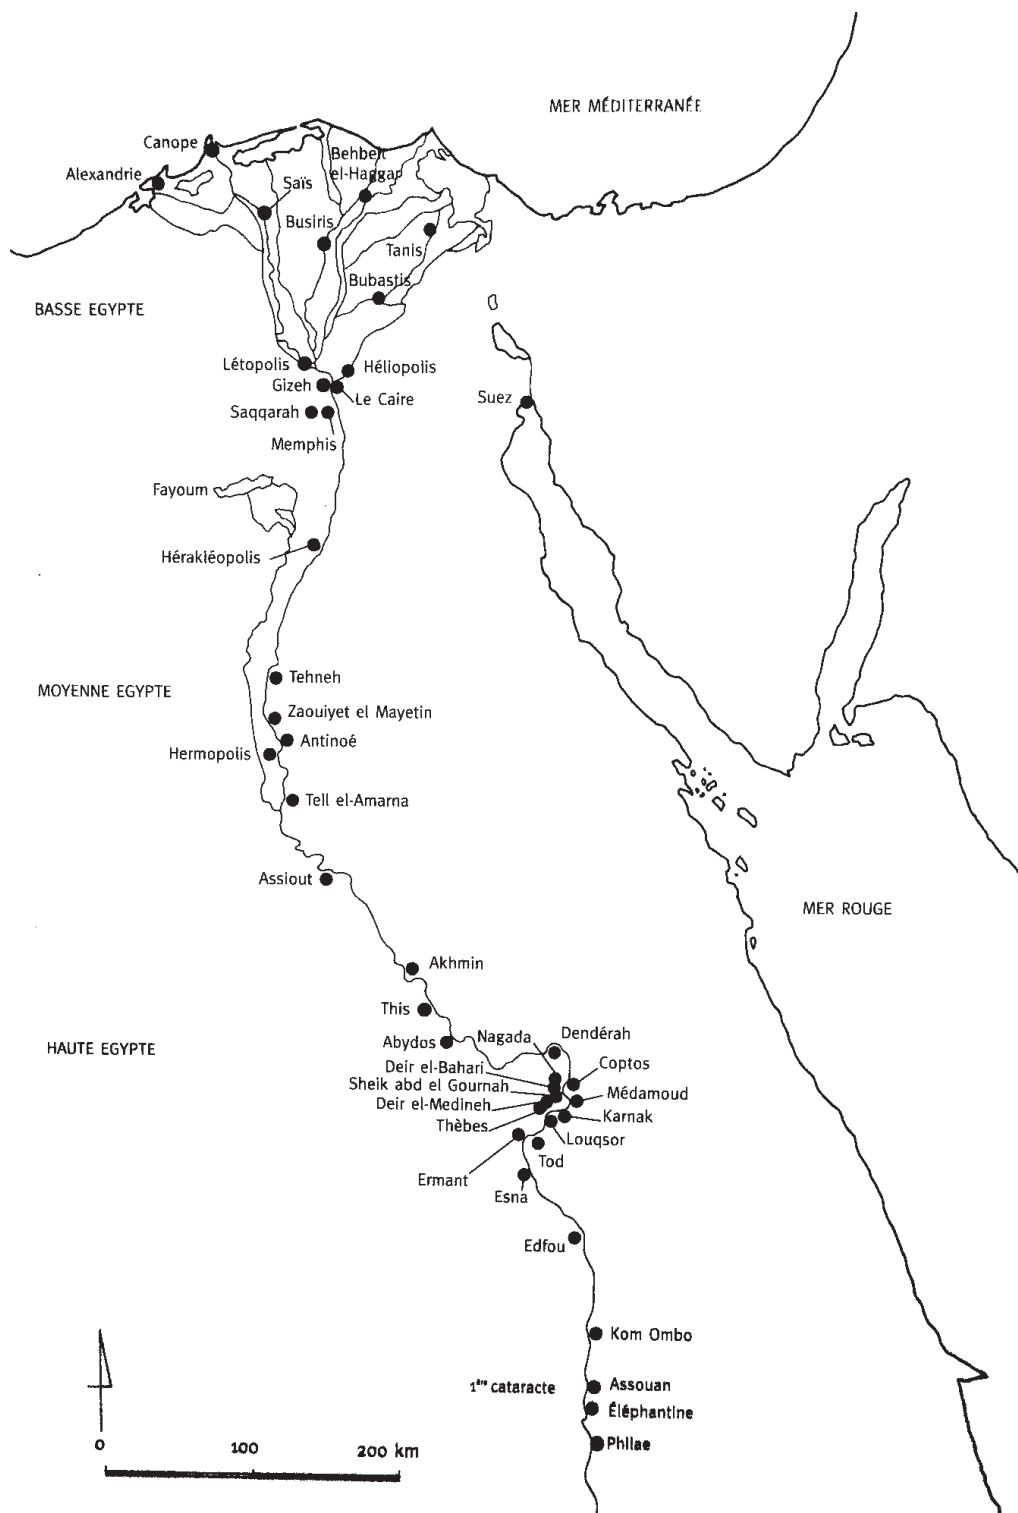 MER MÉDITERRANÉE
Canope
Behbeit
el-Haggar
Alexandrie
Saïs
Busiris
Tanis
Bubastis
BASSE EGYPTE
Létopolis
Héliopolis
Gizeh
Le Caire
Suez
Saqqarah
Memphis
Fayoum
Hérakléopolis
Tehneh
MOYENNE EGYPTE
Zaouiyet el Mayetin
Antinoé
Hermopolis
Tell el-Amarna
Assiout
MER ROUGE
Akhmin
This
Nagada
Dendérah
Abydos
HAUTE EGYPTE
Deir el-Bahari
Coptos
Sheik abd el Gournah
Médamoud
Deir el-Medineh
Karnak
Thèbes
Louqsor
Tod
Ermant
Esna
Edfou
Kom Ombo
1ère cataracte
Assouan
Éléphantine
Philae
0 100 200 km